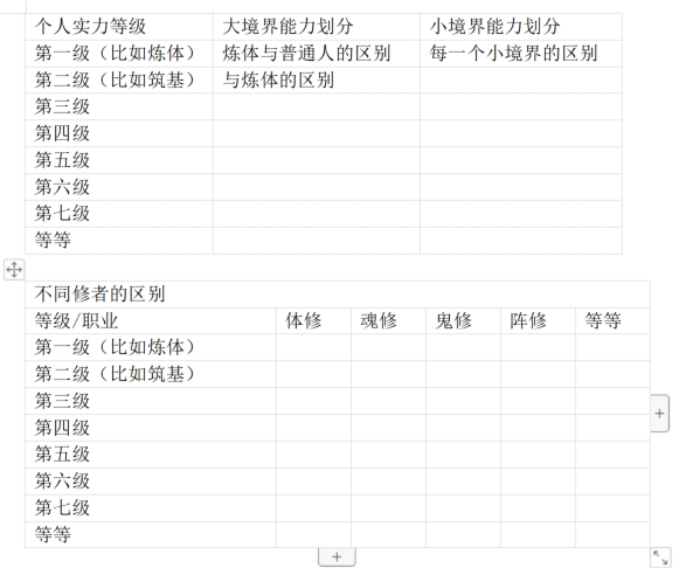 个人实力等级 大境界能力划分 小境界能力划分
第一级（比如炼体） 炼体与普通人的区别 每一个小境界的区别
第二级（比如筑基） 与炼体的区别
第三级
第四级
第五级
第六级
第七级
等等
不同修者的区别
等级/职业 体修 魂修 鬼修 阵修 等等
第一级（比如炼体）
第二级（比如筑基）
第三级
第四级
第五级
第六级
第七级
等等